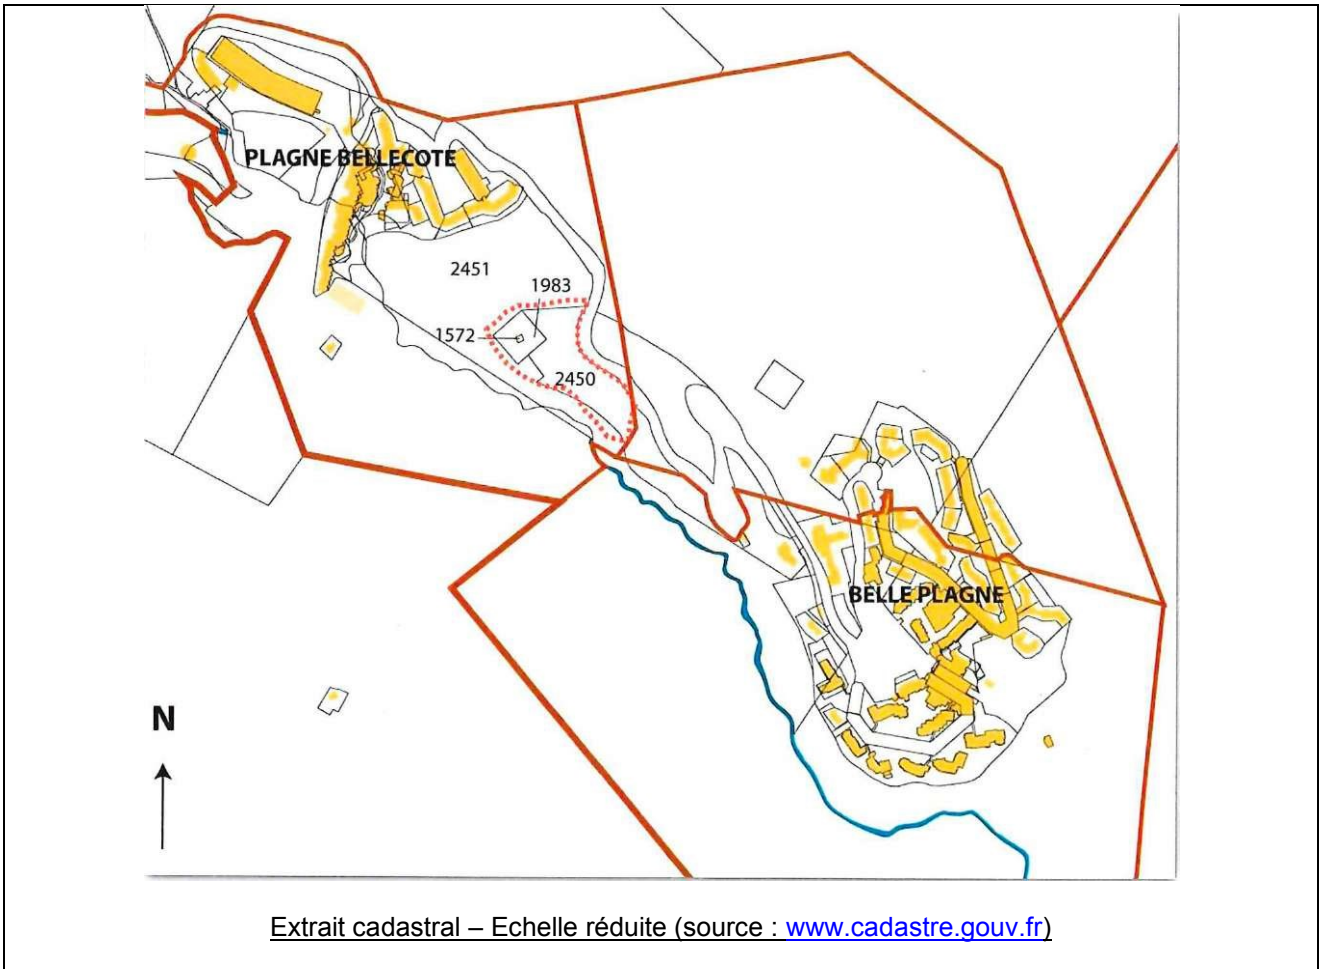 PLAGNE BELLECOTE
2451
1983
1572
2450
BELLE PLAGNE
N
Extrait cadastral – Echelle réduite (source : www.cadastre.gouv.fr)